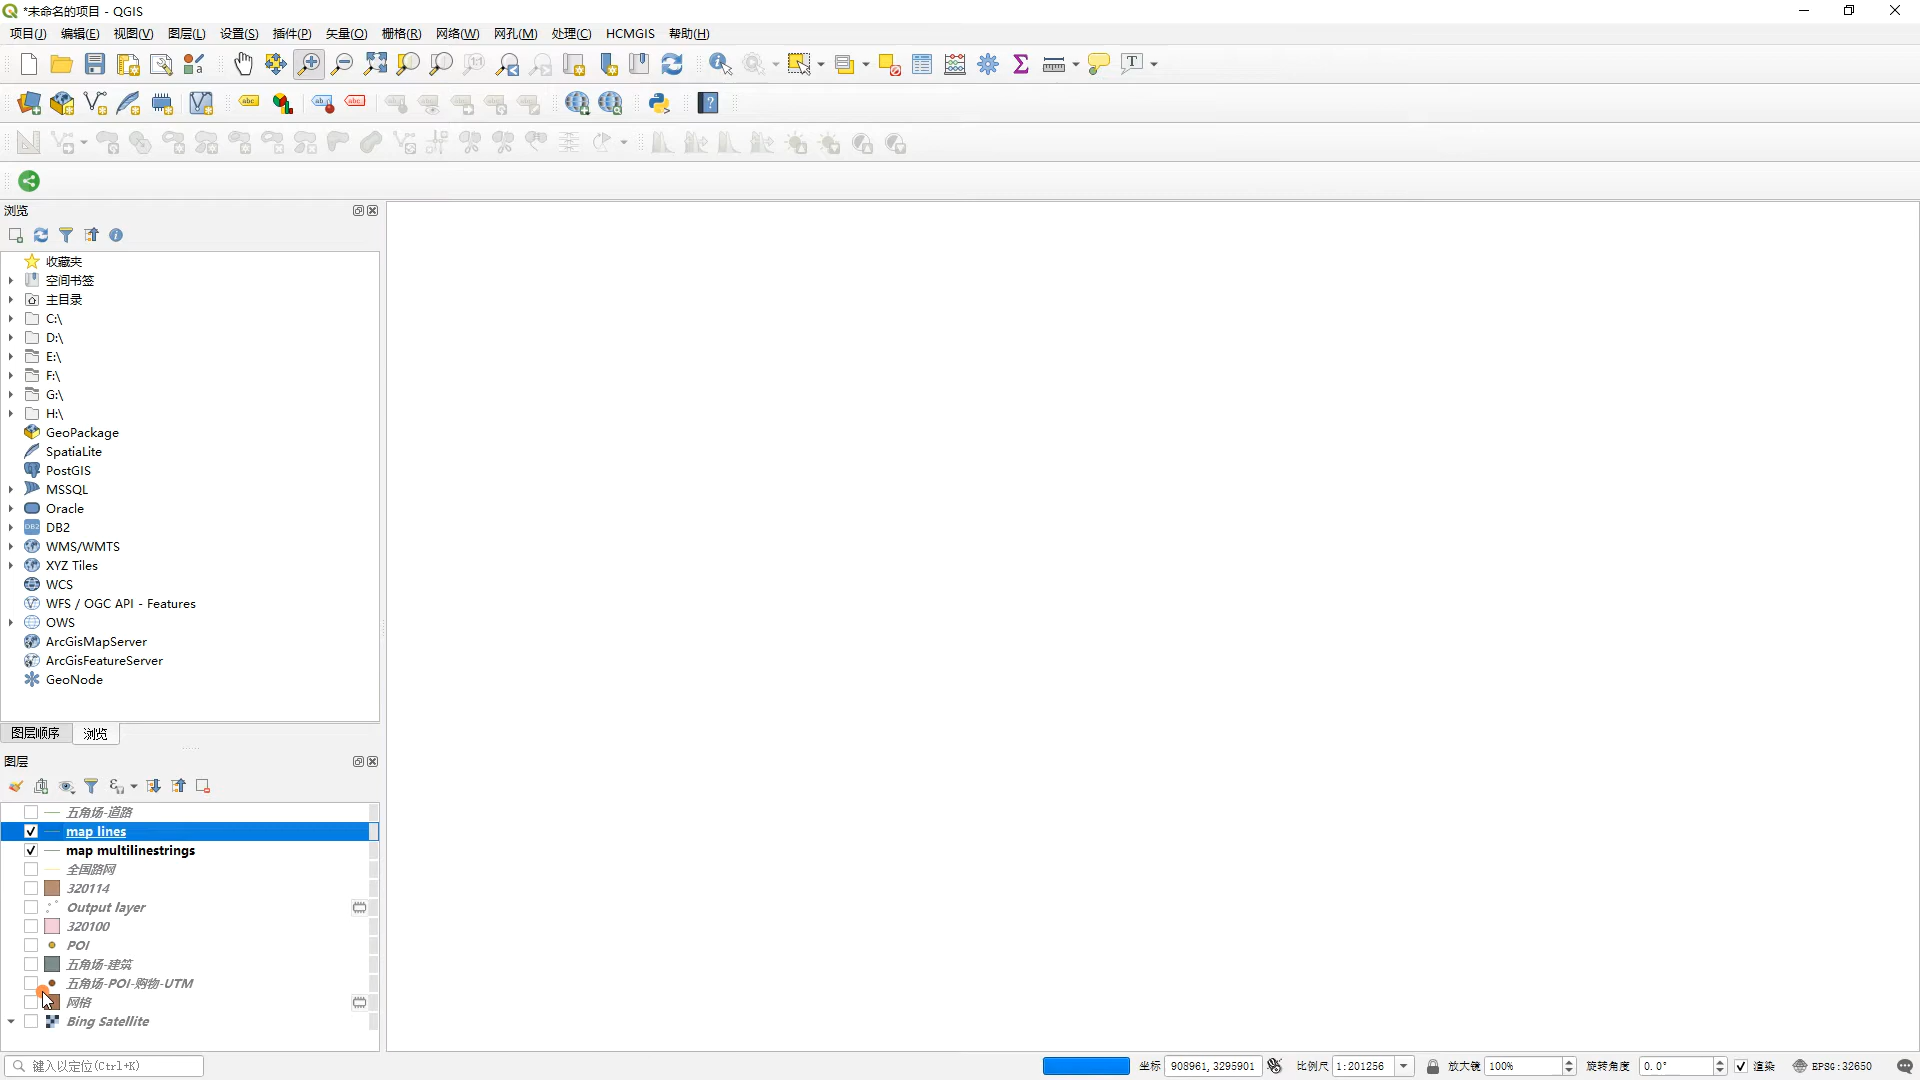 *未命名的项目 - QGIS
项目(J) 编辑(E) 视图(V) 图层(L) 设置(S) 插件(P) 矢量(O) 栅格(R) 网络(W) 网孔(M) 处理(C) HCMGIS 帮助(H)
浏览
收藏夹
空间书签
主目录
C:\
D:\
E:\
F:\
G:\
H:\
GeoPackage
SpatiaLite
PostGIS
MSSQL
Oracle
DB2
WMS/WMTS
XYZ Tiles
WCS
WFS / OGC API - Features
OWS
ArcGisMapServer
ArcGisFeatureServer
GeoNode
图层顺序 浏览
图层
五角场-道路
map lines
map multilinestrings
全国路网
320114
Output layer
320100
POI
五角场-建筑
五角场-POI-购物-UTM
网格
Bing Satellite
键入以定位(Ctrl+K) 坐标 908961,3295901 比例尺 1:201256 放大镜 100% 旋转角度 0.0° 渲染 EPSG:32650